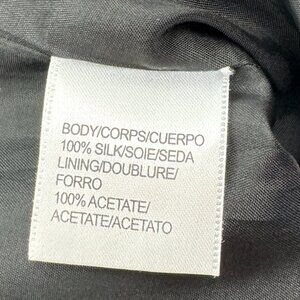 BODY/CORPS/CUERPO
100% SILK/SOIE/SEDA
LINING/DOUBLURE/
FORRO
100% ACETATE/
ACETATE/ACETATO